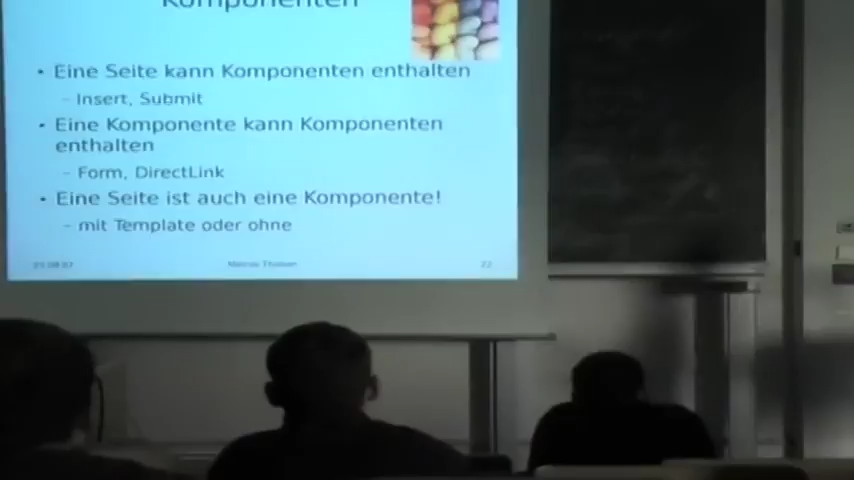 Komponenten
• Eine Seite kann Komponenten enthalten
– Insert, Submit
• Eine Komponente kann Komponenten
enthalten
– Form, DirectLink
• Eine Seite ist auch eine Komponente!
– mit Template oder ohne
22